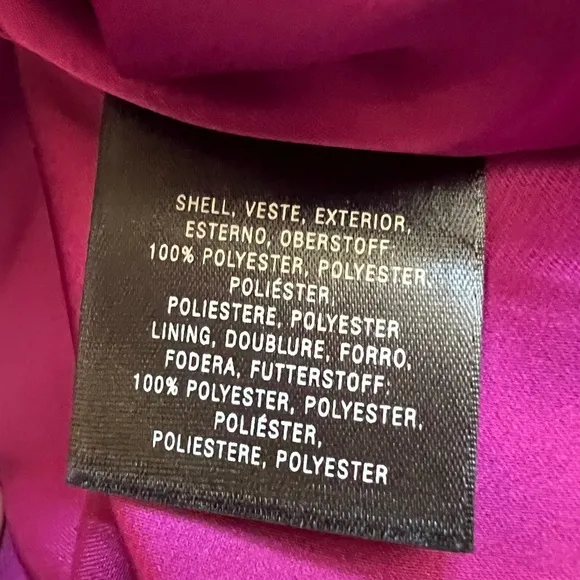 SHELL, VESTE, EXTERIOR,
ESTERNO, OBERSTOFF:
100% POLYESTER, POLYESTER,
POLIÉSTER,
POLIESTERE, POLYESTER
LINING, DOUBLURE, FORRO,
FODERA, FUTTERSTOFF:
100% POLYESTER, POLYESTER,
POLIÉSTER,
POLIESTERE, POLYESTER